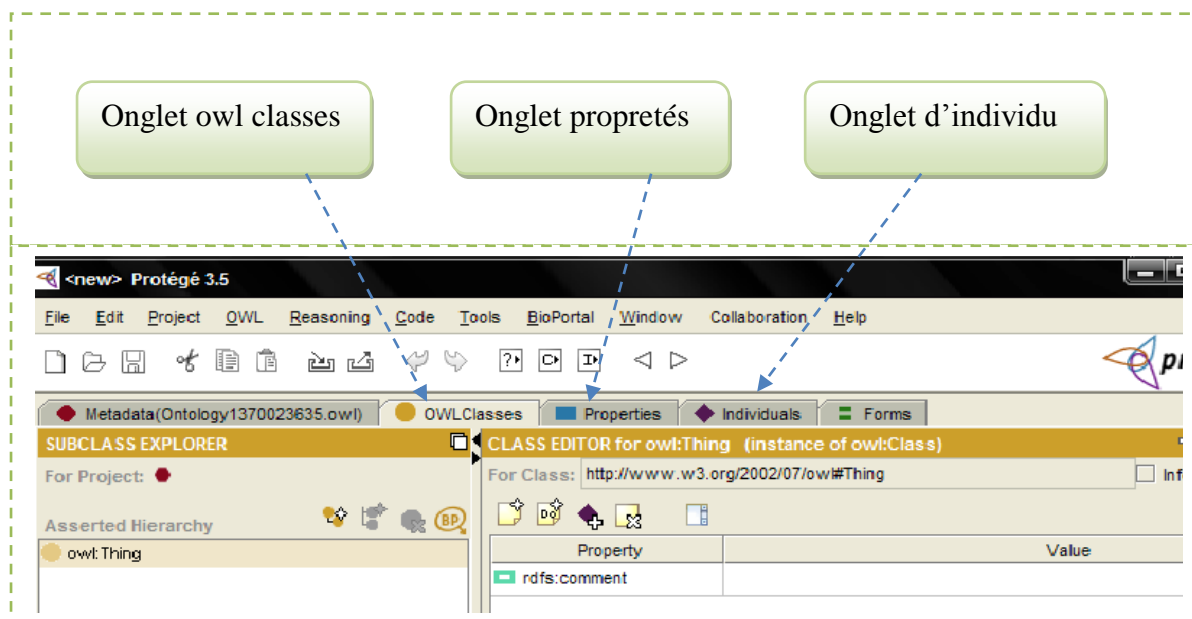 Onglet owl classes
Onglet propretés
Onglet d’individu
<new> Protégé 3.5
File Edit Project OWL Reasoning Code Tools BioPortal Window Collaboration Help
Metadata(Ontology1370023635.owl) OWLClasses Properties Individuals Forms
SUBCLASS EXPLORER
CLASS EDITOR for owl:Thing (instance of owl:Class)
For Project:
For Class: http://www.w3.org/2002/07/owl#Thing
Asserted Hierarchy
owl:Thing
Property Value
rdfs:comment